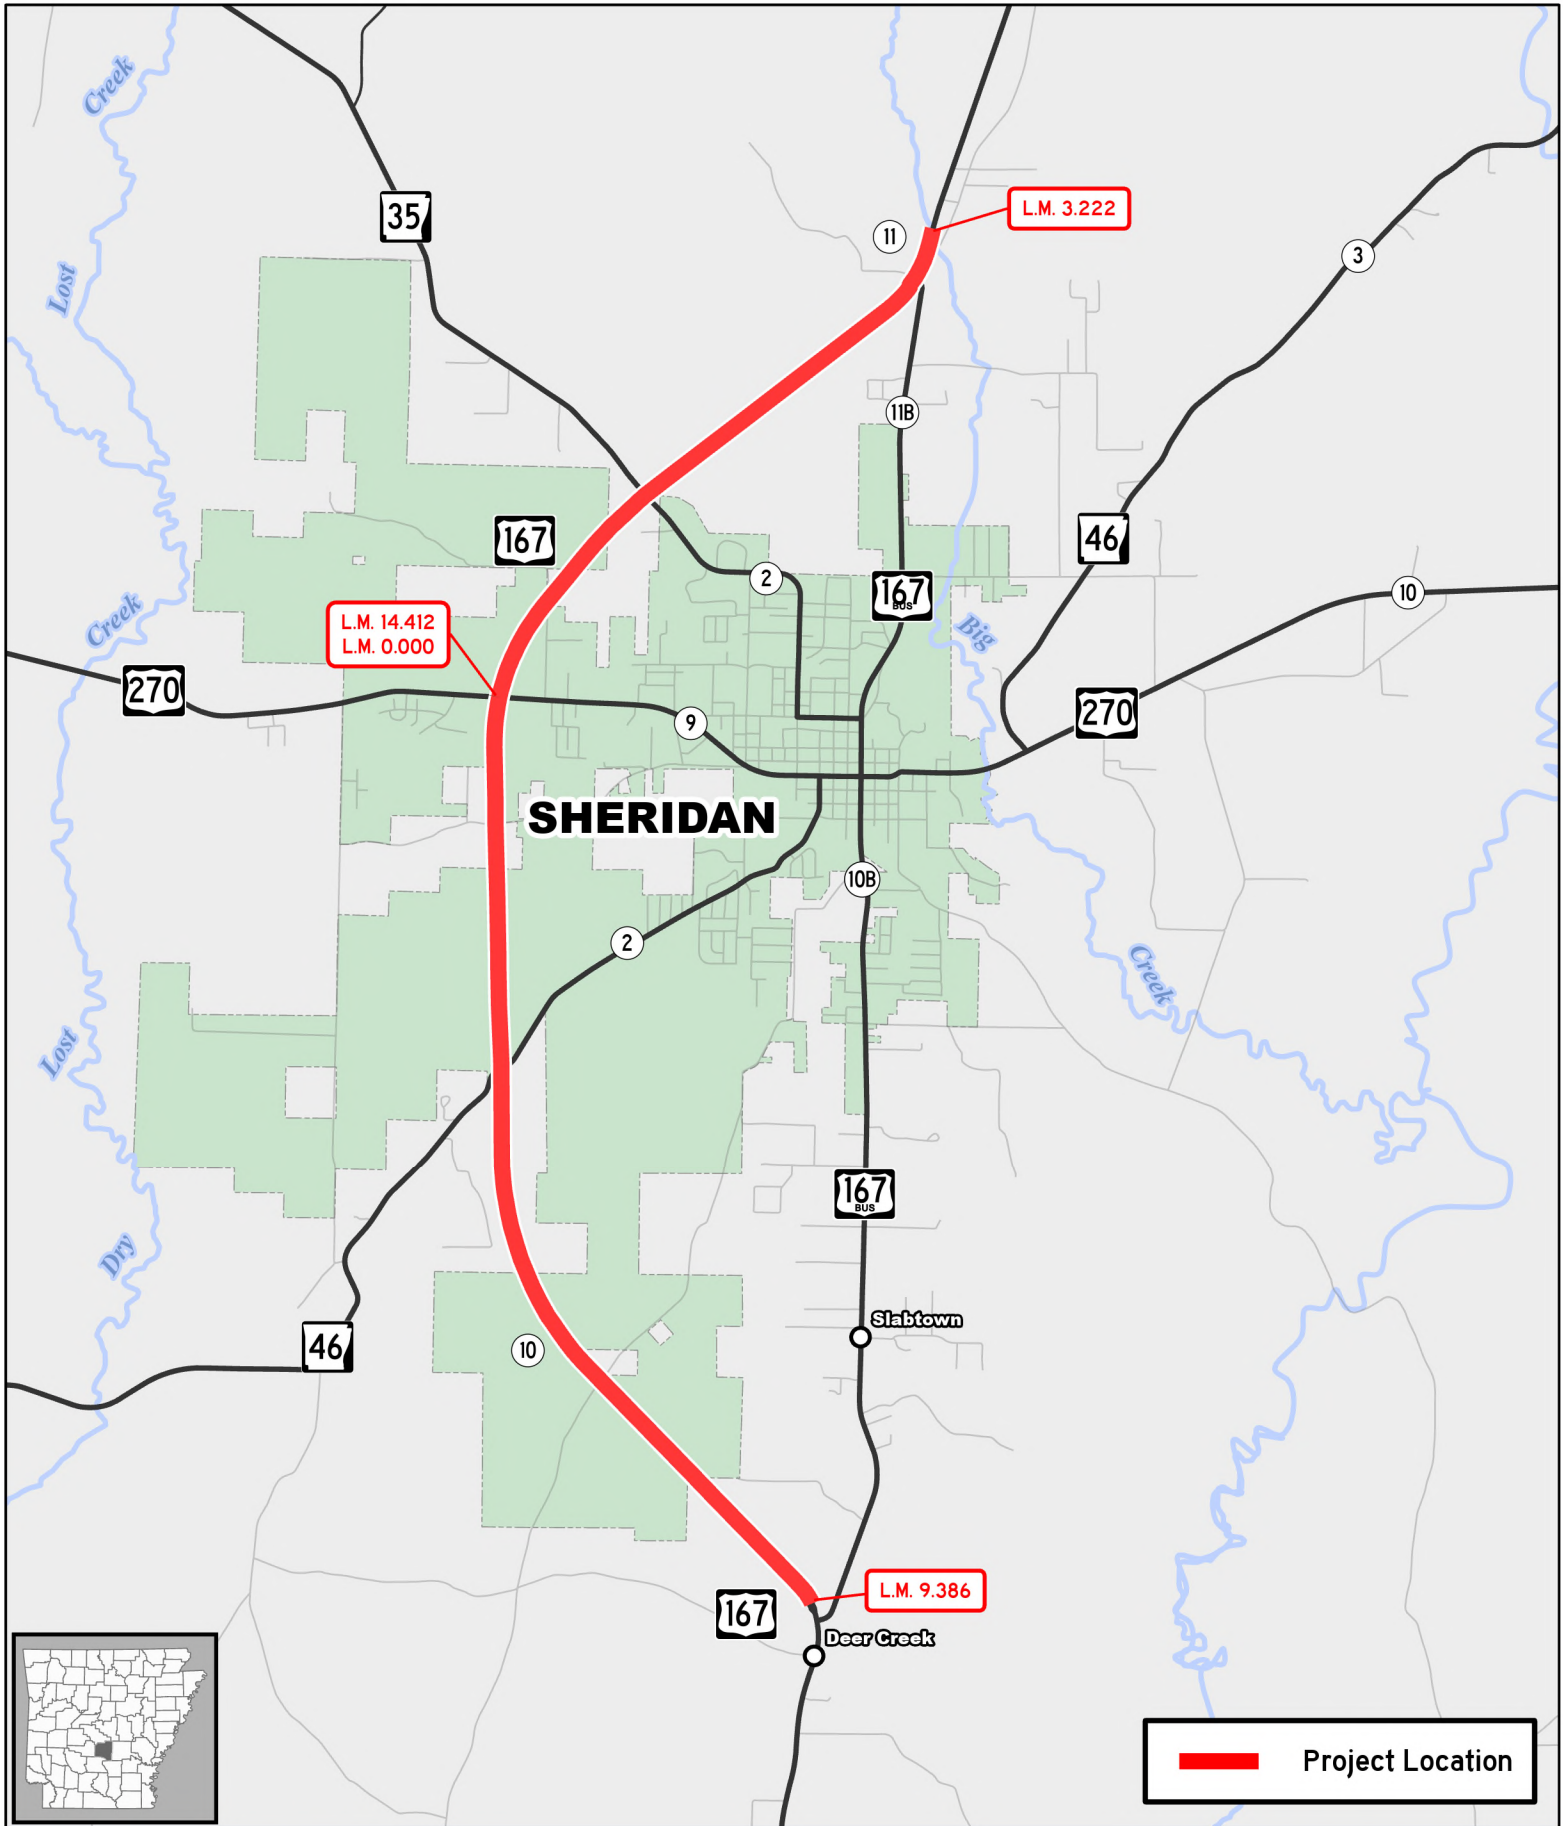 Creek
35
L.M. 3.222
11
3
Lost
11B
167
46
2
167
BUS
10
L.M. 14.412
L.M. 0.000
Creek
Big
270
270
9
SHERIDAN
10B
2
Creek
Lost
167
BUS
Dry
Slabtown
46
10
L.M. 9.386
167
Deer Creek
Project Location